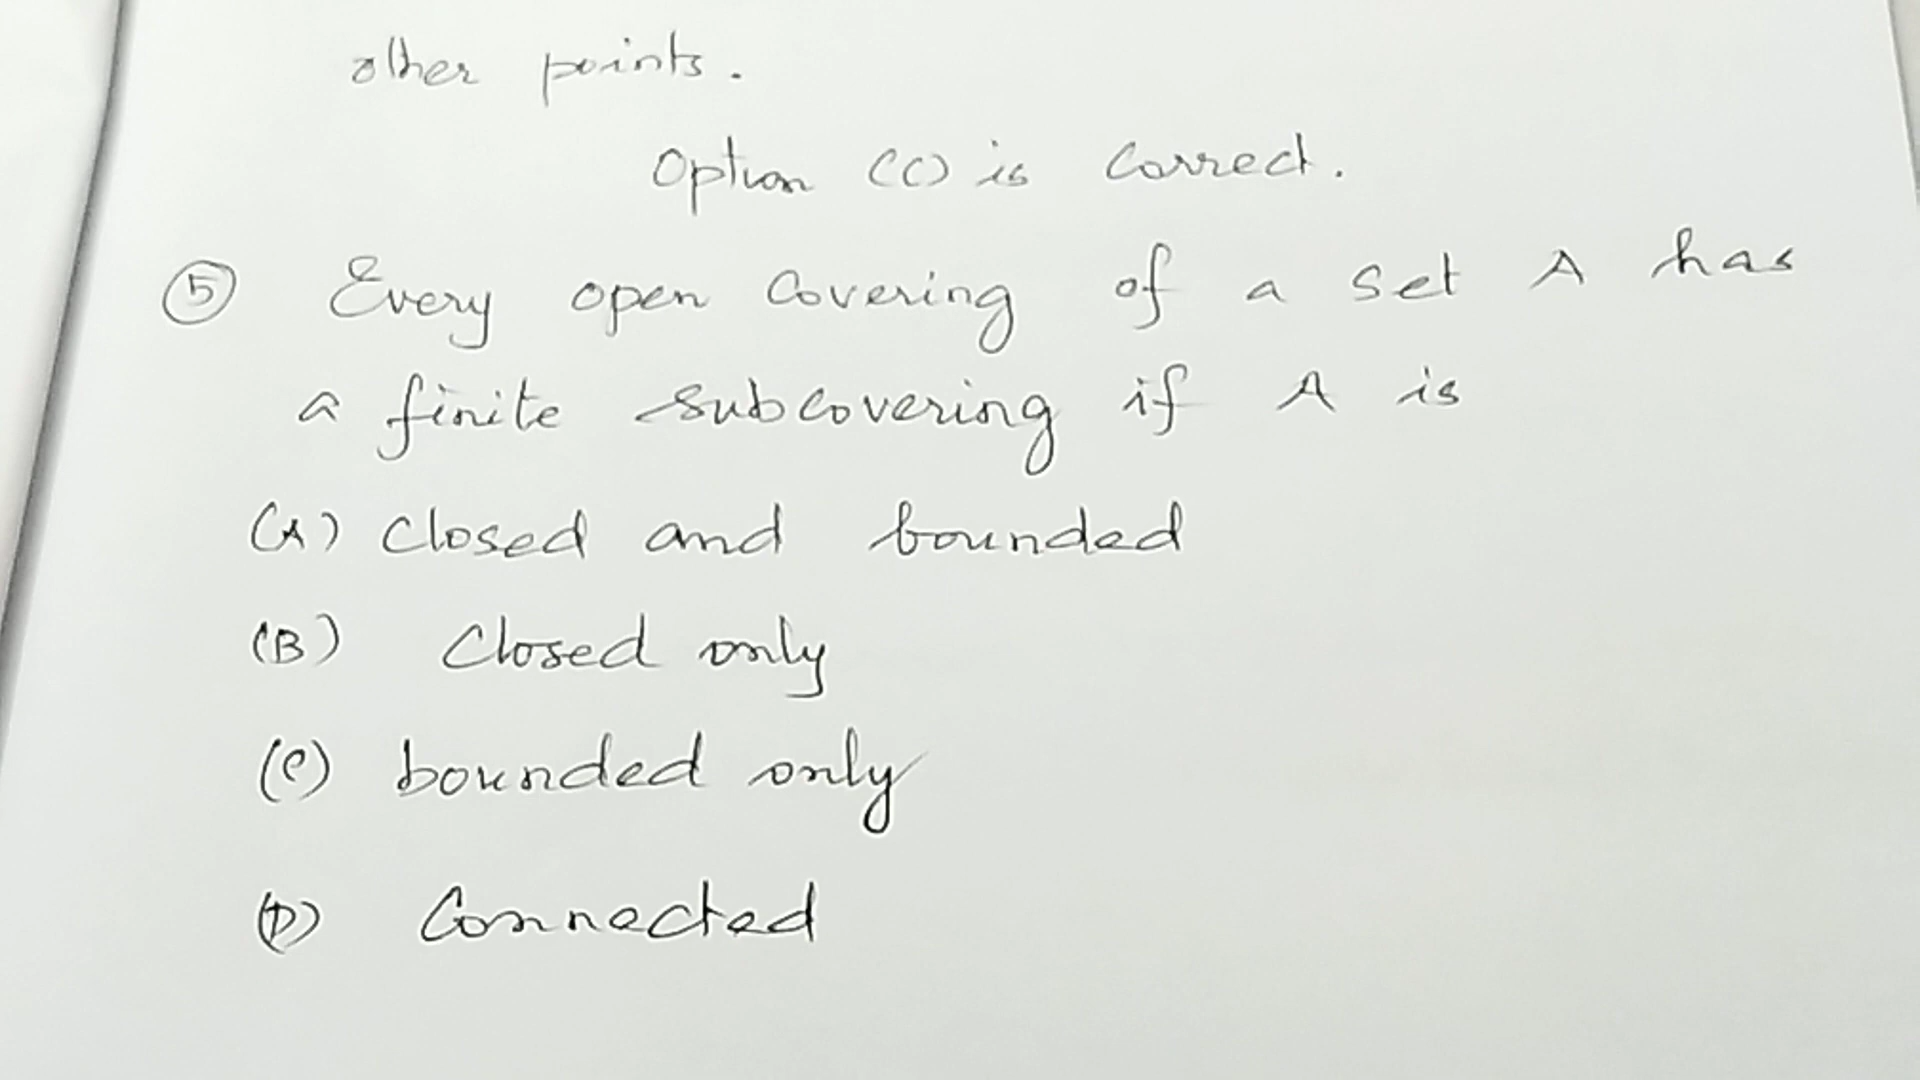 other points.
Option (C) is correct.
⑤ Every open covering of a set A has
a finite subcovering if A is
(A) closed and bounded
(B) closed only
(C) bounded only
(D) Connected